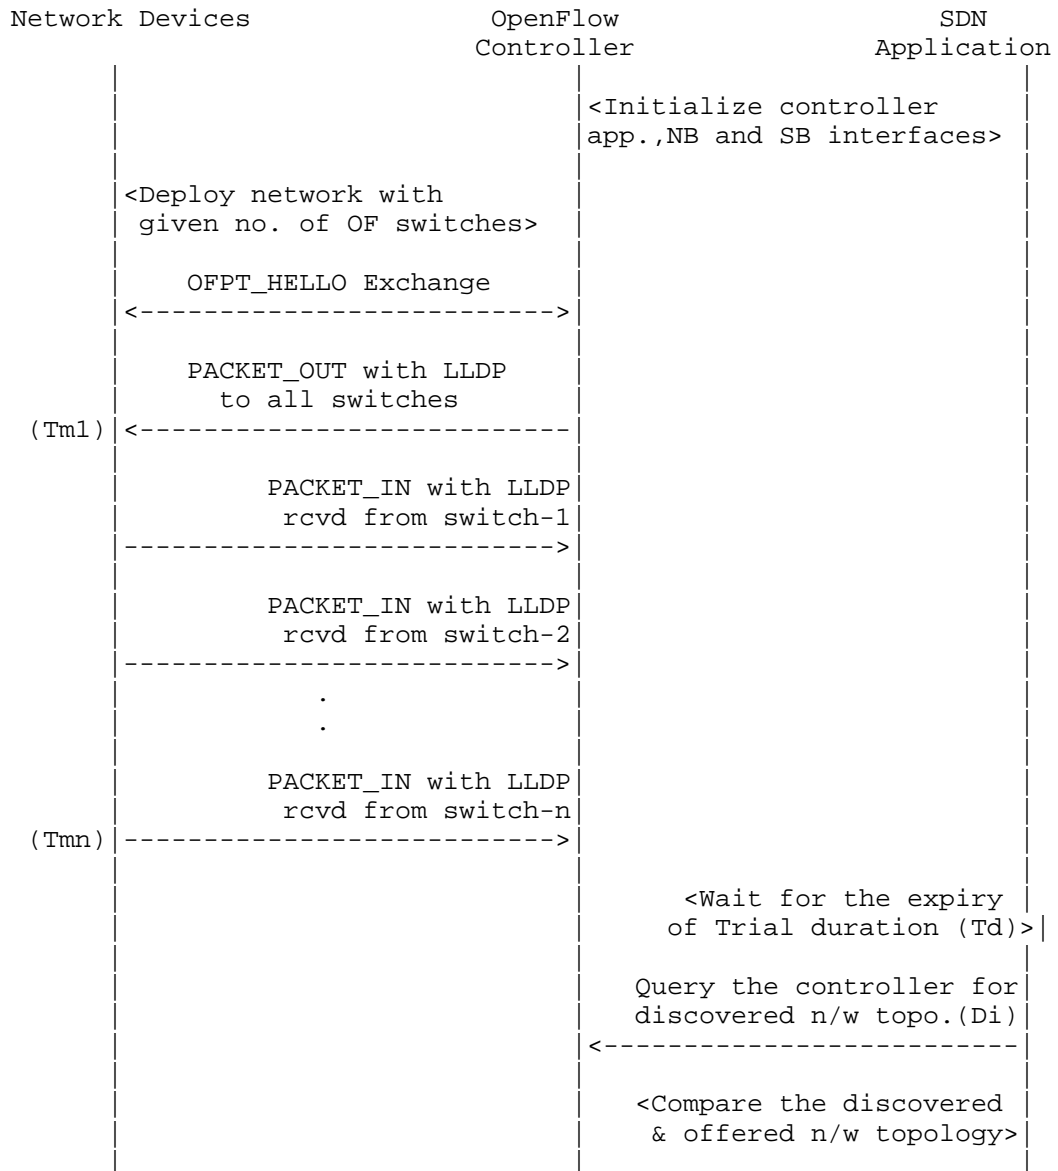 Network Devices OpenFlow SDN
Controller Application
<Initialize controller
app.,NB and SB interfaces>
<Deploy network with
given no. of OF switches>
OFPT_HELLO Exchange
<-------------------------->
PACKET_OUT with LLDP
to all switches
(Tm1) <---------------------------
PACKET_IN with LLDP
rcvd from switch-1
--------------------------->
PACKET_IN with LLDP
rcvd from switch-2
--------------------------->
.
.
PACKET_IN with LLDP
rcvd from switch-n
(Tmn) --------------------------->
<Wait for the expiry
of Trial duration (Td)>
Query the controller for
discovered n/w topo.(Di)
<--------------------------
<Compare the discovered
& offered n/w topology>